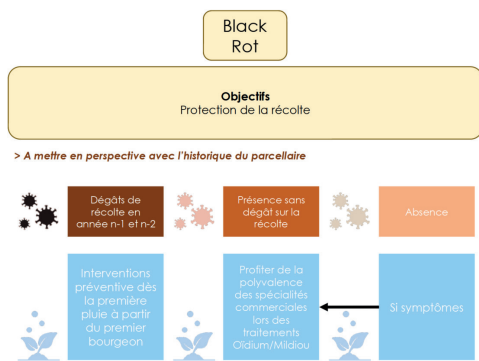 Black
Rot
Objectifs
Protection de la récolte
> A mettre en perspective avec l'historique du parcellaire
Dégâts de
récolte en
année n-1 et n-2
Présence sans
dégât sur la
récolte
Absence
Interventions
préventive dès
la première
pluie à partir
du premier
bourgeon
Profiter de la
polyvalence des
spécialités
commerciales
lors des
traitements
Oïdium/Mildiou
Si symptômes